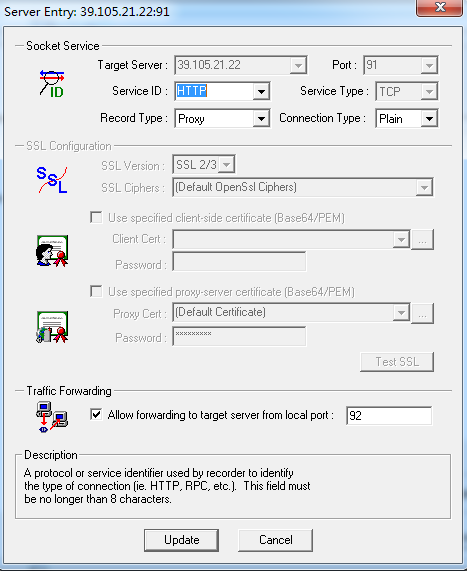 Server Entry: 39.105.21.22:91
Socket Service
Target Server : 39.105.21.22 Port : 91
ID
Service ID : HTTP Service Type : TCP
Record Type : Proxy Connection Type : Plain
SSL Configuration
SSL
SSL Version : SSL 2/3
SSL Ciphers : (Default OpenSsl Ciphers)
Use specified client-side certificate (Base64/PEM)
Client Cert : ...
Password :
Use specified proxy-server certificate (Base64/PEM)
Proxy Cert : (Default Certificate) ...
Password : *********
Test SSL
Traffic Forwarding
Allow forwarding to target server from local port : 92
Description
A protocol or service identifier used by recorder to identify
the type of connection (ie. HTTP, RPC, etc.). This field must
be no longer than 8 characters.
Update Cancel